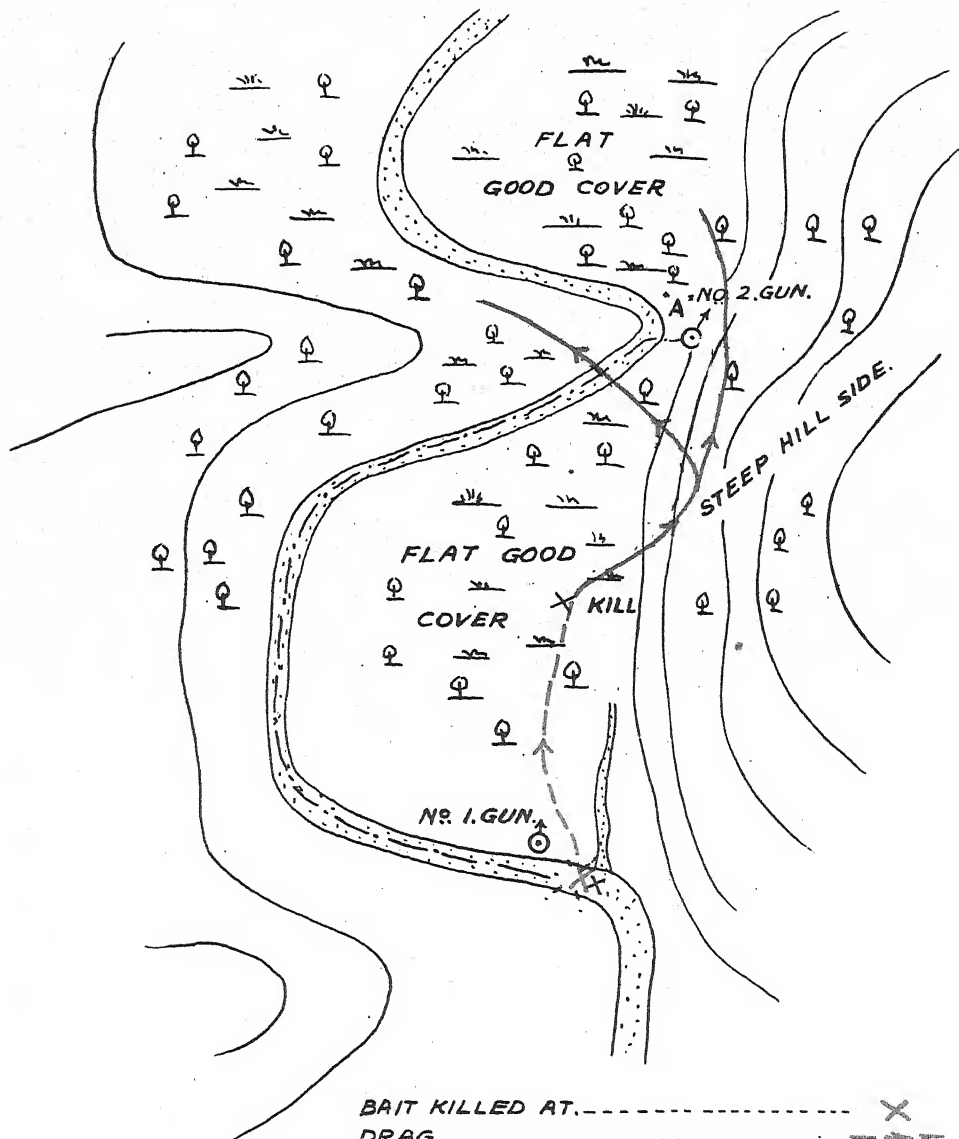 FLAT
GOOD COVER
"A" NO. 2. GUN.
STEEP HILL SIDE.
FLAT GOOD
COVER
KILL
No. 1. GUN.
BAIT KILLED AT. X
DRAG